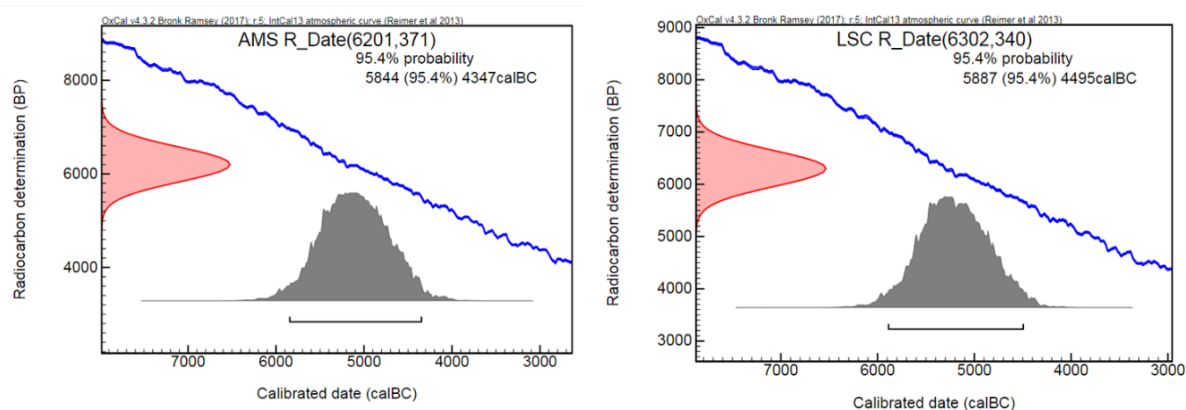 OxCal v4.3.2 Bronk Ramsey (2017); r:5; IntCal13 atmospheric curve (Reimer et al 2013)
AMS R_Date(6201,371)
95.4% probability
5844 (95.4%) 4347calBC
Radiocarbon determination (BP)
8000
6000
4000
7000 6000 5000 4000 3000
Calibrated date (calBC)
OxCal v4.3.2 Bronk Ramsey (2017); r:5; IntCal13 atmospheric curve (Reimer et al 2013)
LSC R_Date(6302,340)
95.4% probability
5887 (95.4%) 4495calBC
Radiocarbon determination (BP)
9000
8000
7000
6000
5000
4000
3000
7000 6000 5000 4000 3000
Calibrated date (calBC)